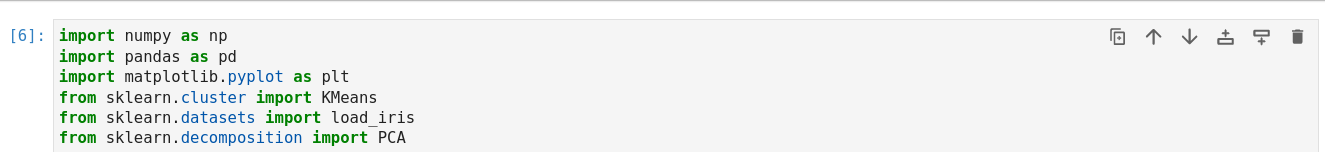 [6]: import numpy as np
import pandas as pd
import matplotlib.pyplot as plt
from sklearn.cluster import KMeans
from sklearn.datasets import load_iris
from sklearn.decomposition import PCA